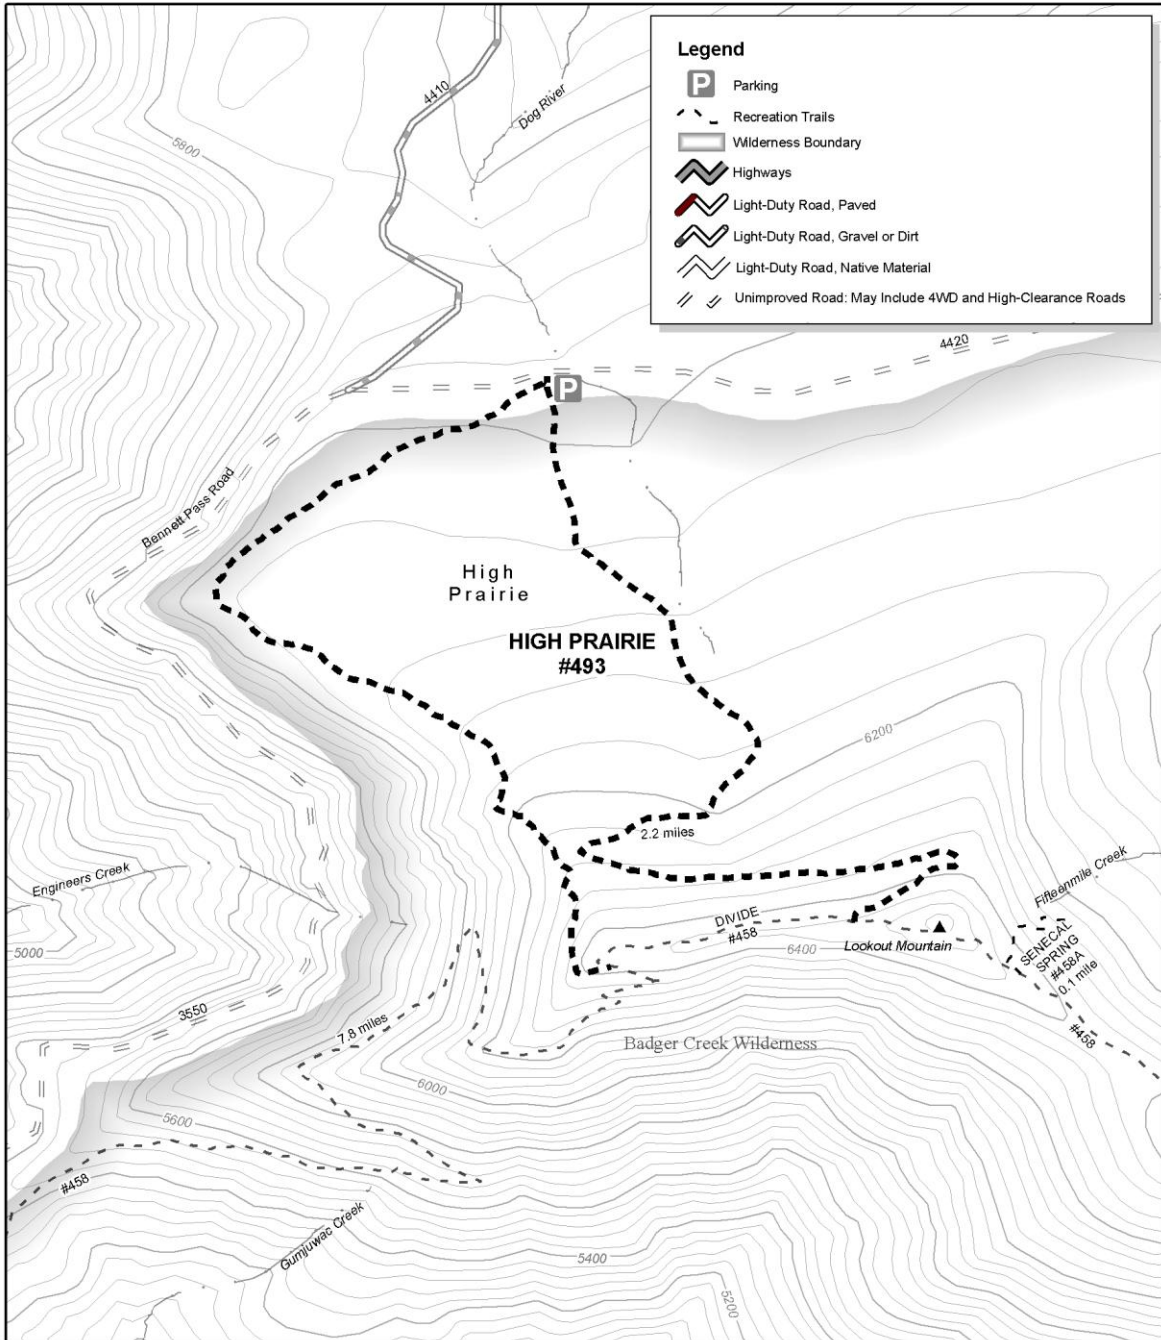 Legend
P
Parking
Recreation Trails
Wilderness Boundary
Highways
Light-Duty Road, Paved
Light-Duty Road, Gravel or Dirt
Light-Duty Road, Native Material
Unimproved Road: May Include 4WD and High-Clearance Roads
4410
Dog River
5800
4420
P
Bennett Pass Road
High
Prairie
HIGH PRAIRIE
#493
6200
2.2 miles
Engineers Creek
Fifteenmile Creek
DIVIDE
#458
Lookout Mountain
6400
SENECAL
SPRING
#458A
0.1 mile
5000
3550
7.8 miles
#458
Badger Creek Wilderness
6000
5600
#458
Gumjuwac Creek
5400
5200